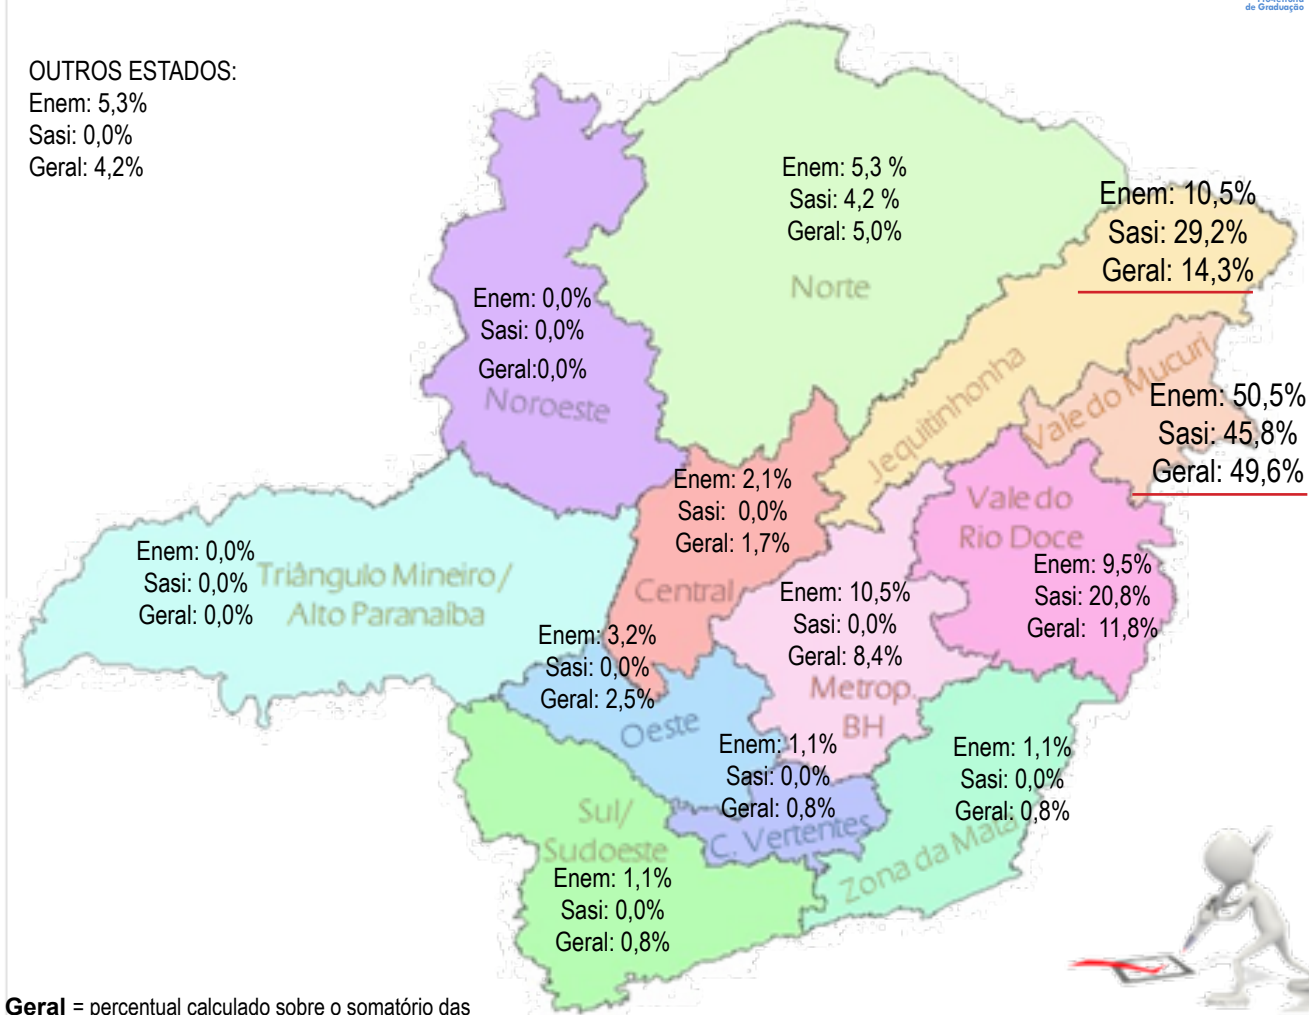 de Graduação
OUTROS ESTADOS:
Enem: 5,3%
Sasi: 0,0%
Geral: 4,2%
Enem: 5,3 %
Sasi: 4,2 %
Geral: 5,0%
Norte
Enem: 10,5%
Sasi: 29,2%
Geral: 14,3%
Jequitinhonha
Enem: 0,0%
Sasi: 0,0%
Geral:0,0%
Noroeste
Vale do Mucuri
Enem: 50,5%
Sasi: 45,8%
Geral: 49,6%
Enem: 2,1%
Sasi: 0,0%
Geral: 1,7%
Central
Vale do
Rio Doce
Enem: 9,5%
Sasi: 20,8%
Geral: 11,8%
Enem: 0,0%
Sasi: 0,0%
Geral: 0,0%
Triângulo Mineiro/
Alto Paranaíba
Enem: 10,5%
Sasi: 0,0%
Geral: 8,4%
Metrop.
BH
Enem: 3,2%
Sasi: 0,0%
Geral: 2,5%
Oeste
Enem: 1,1%
Sasi: 0,0%
Geral: 0,8%
C. Vertentes
Enem: 1,1%
Sasi: 0,0%
Geral: 0,8%
Zona da Mata
Sul/
Sudoeste
Enem: 1,1%
Sasi: 0,0%
Geral: 0,8%
Geral = percentual calculado sobre o somatório das